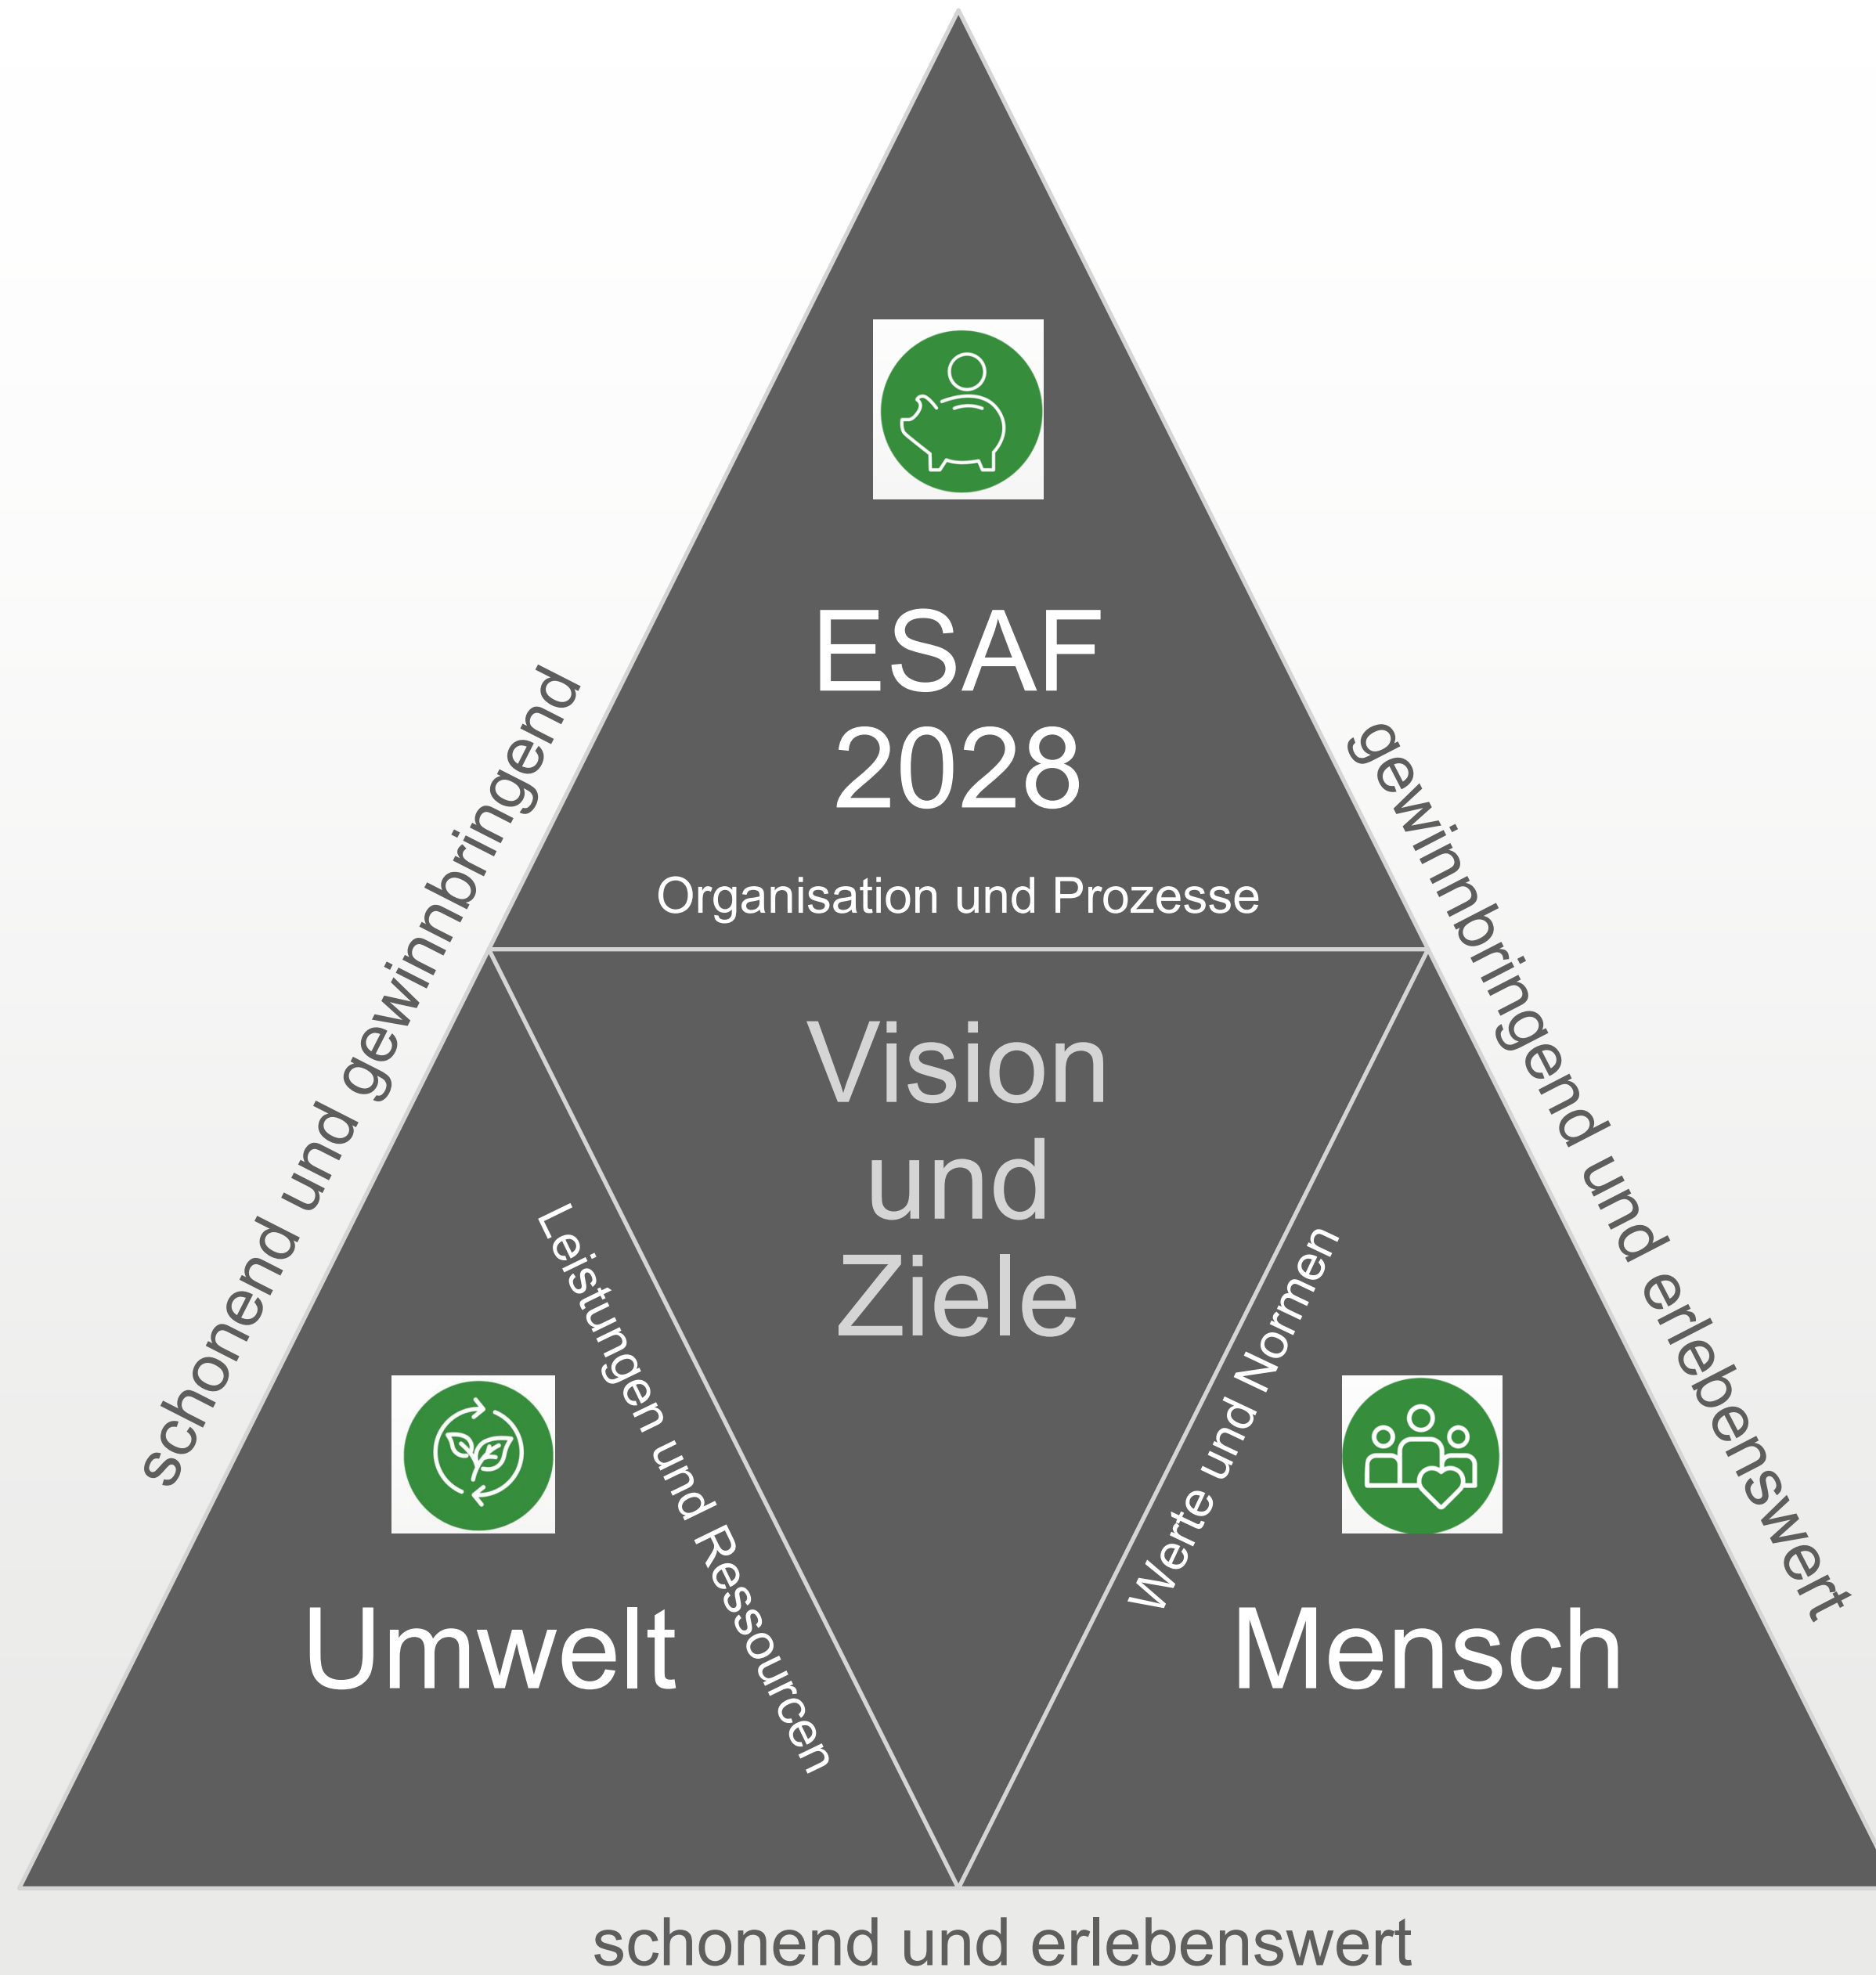 ESAF
2028
Organisation und Prozesse
schonend und gewinnbringend
gewinnbringend und erlebenswert
Vision
und
Ziele
Leistungen und Ressourcen
Werte und Normen
Umwelt
Mensch
schonend und erlebenswert